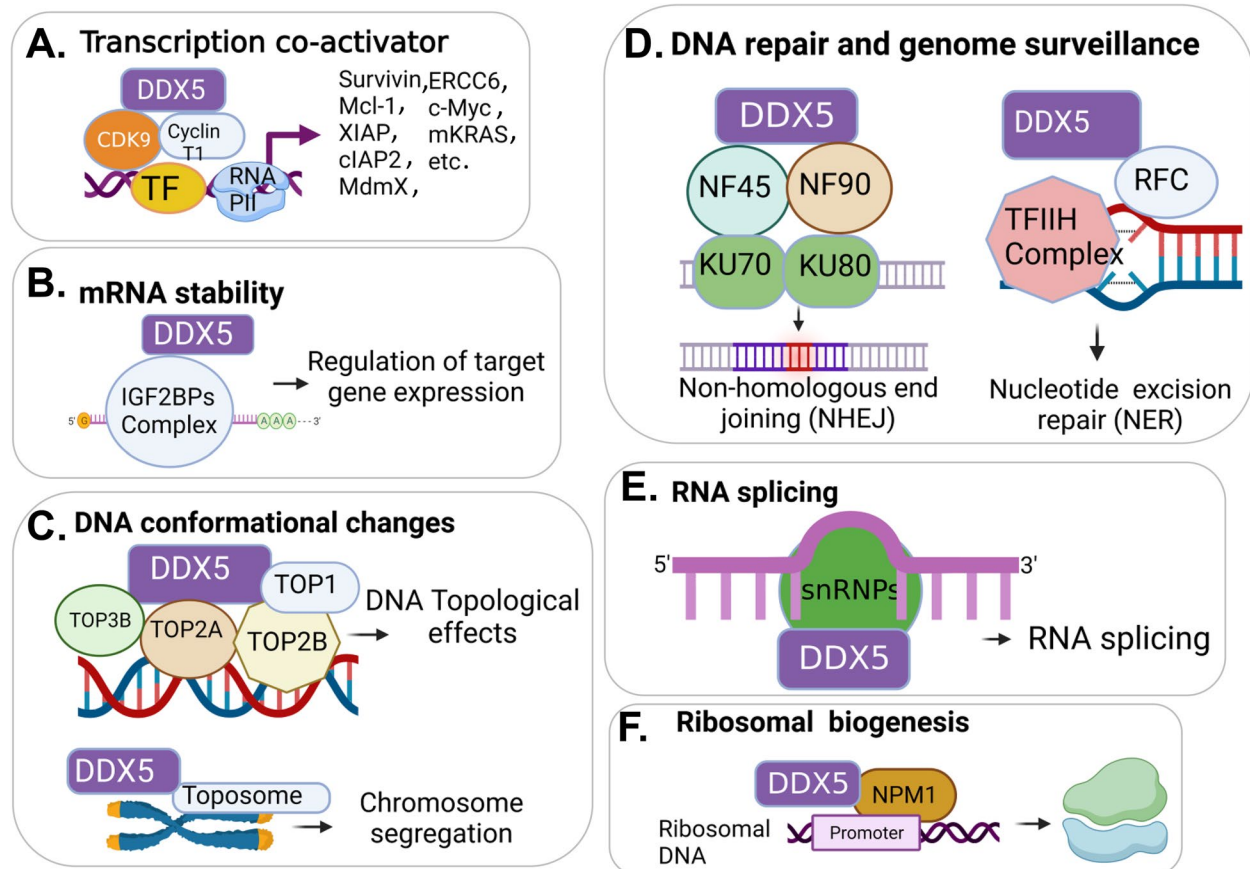 A. Transcription co-activator
DDX5
CDK9
Cyclin
T1
TF
RNA
PII
Survivin, ERCC6,
Mcl-1, c-Myc,
XIAP, mKRAS,
cIAP2, etc.
MdmX,
B. mRNA stability
DDX5
IGF2BPs
Complex
5' G A A A 3'
Regulation of target
gene expression
C. DNA conformational changes
DDX5
TOP1
TOP3B
TOP2A
TOP2B
DNA Topological
effects
DDX5
Toposome
Chromosome
segregation
D. DNA repair and genome surveillance
DDX5
NF45
NF90
KU70
KU80
Non-homologous end
joining (NHEJ)
DDX5
RFC
TFIIH
Complex
Nucleotide excision
repair (NER)
E. RNA splicing
5' 3'
snRNPs
DDX5
RNA splicing
F. Ribosomal biogenesis
DDX5
NPM1
Ribosomal
DNA
Promoter